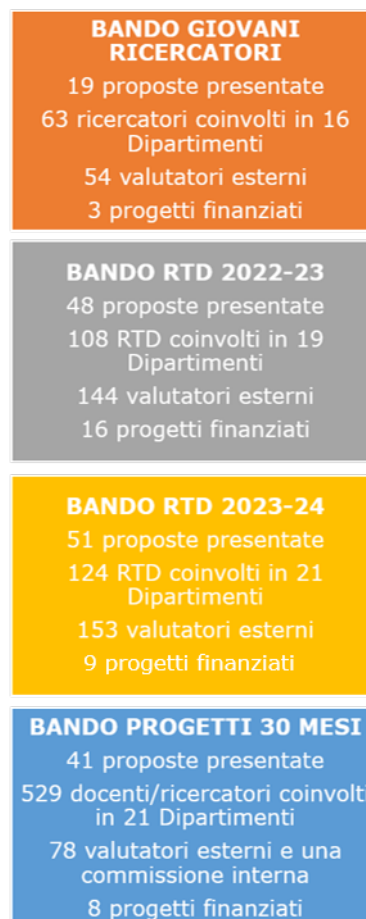 BANDO GIOVANI
RICERCATORI
19 proposte presentate
63 ricercatori coinvolti in 16
Dipartimenti
54 valutatori esterni
3 progetti finanziati
BANDO RTD 2022-23
48 proposte presentate
108 RTD coinvolti in 19
Dipartimenti
144 valutatori esterni
16 progetti finanziati
BANDO RTD 2023-24
51 proposte presentate
124 RTD coinvolti in 21
Dipartimenti
153 valutatori esterni
9 progetti finanziati
BANDO PROGETTI 30 MESI
41 proposte presentate
529 docenti/ricercatori coinvolti
in 21 Dipartimenti
78 valutatori esterni e una
commissione interna
8 progetti finanziati